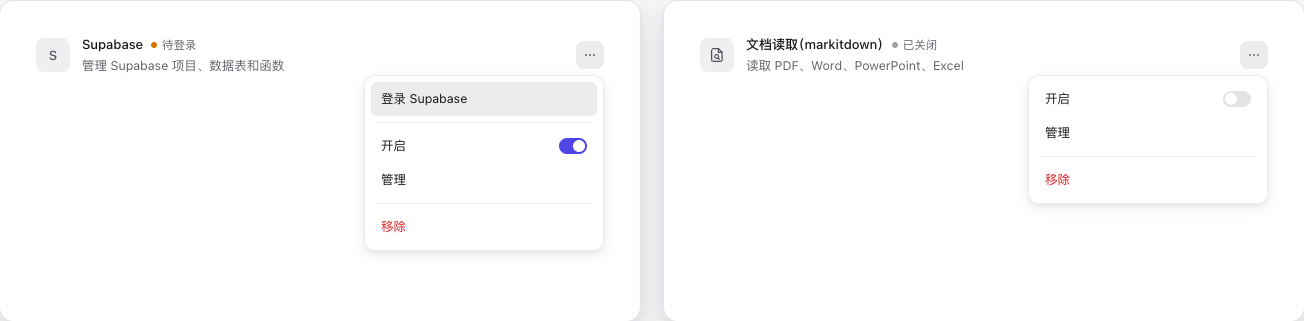 S
Supabase 待登录
管理 Supabase 项目、数据表和函数
登录 Supabase
开启
管理
移除
文档读取(markitdown) 已关闭
读取 PDF、Word、PowerPoint、Excel
开启
管理
移除